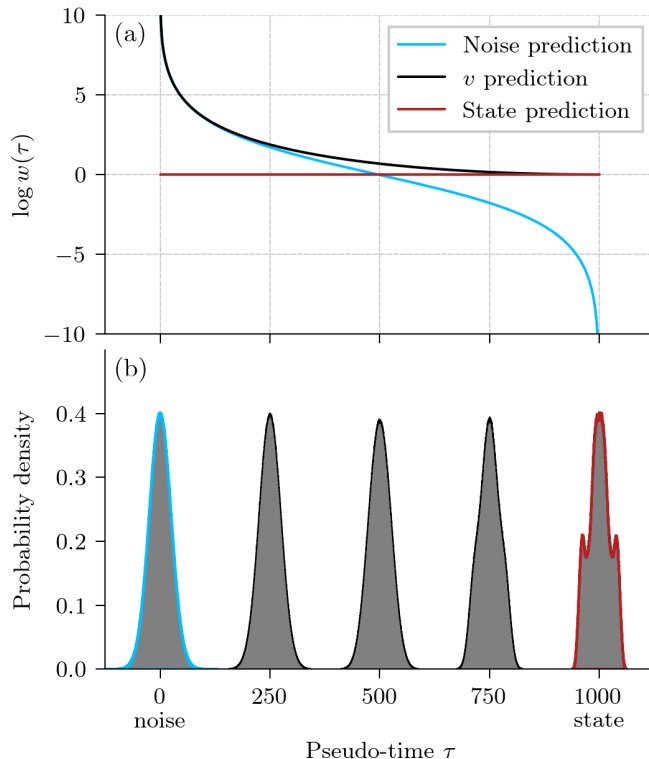 (a)
Noise prediction
v prediction
State prediction
log w(τ)
10
5
0
−5
−10
(b)
Probability density
0.4
0.3
0.2
0.1
0.0
0 250 500 750 1000
noise state
Pseudo-time τ